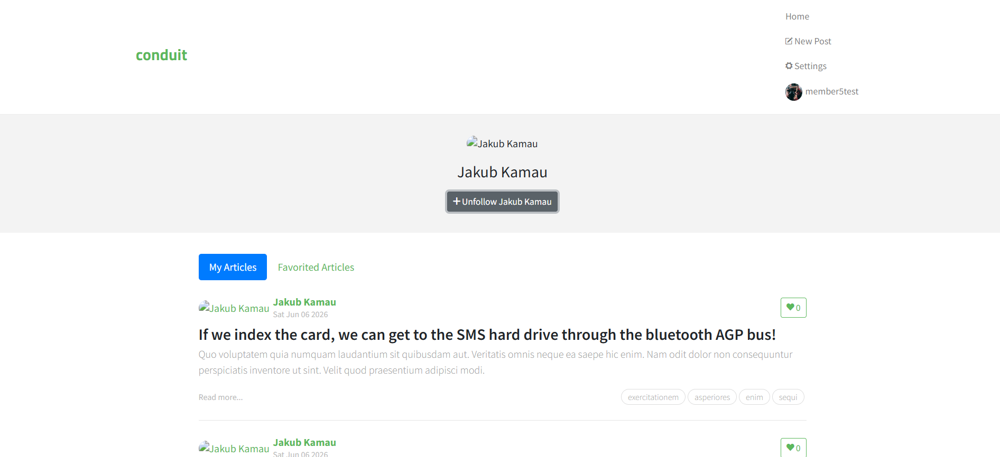 conduit
Home
New Post
Settings
member5test
Jakub Kamau
Jakub Kamau
Unfollow Jakub Kamau
My Articles
Favorited Articles
Jakub Kamau
Jakub Kamau
Sat Jun 06 2026
0
If we index the card, we can get to the SMS hard drive through the bluetooth AGP bus!
Quo voluptatem quia numquam laudantium sit quibusdam aut. Veritatis omnis neque ea saepe hic enim. Nam odit dolor non consequuntur
perspiciatis inventore ut sint. Velit quod praesentium adipisci modi.
Read more...
exercitationem
asperiores
enim
sequi
Jakub Kamau
Jakub Kamau
Sat Jun 06 2026
0